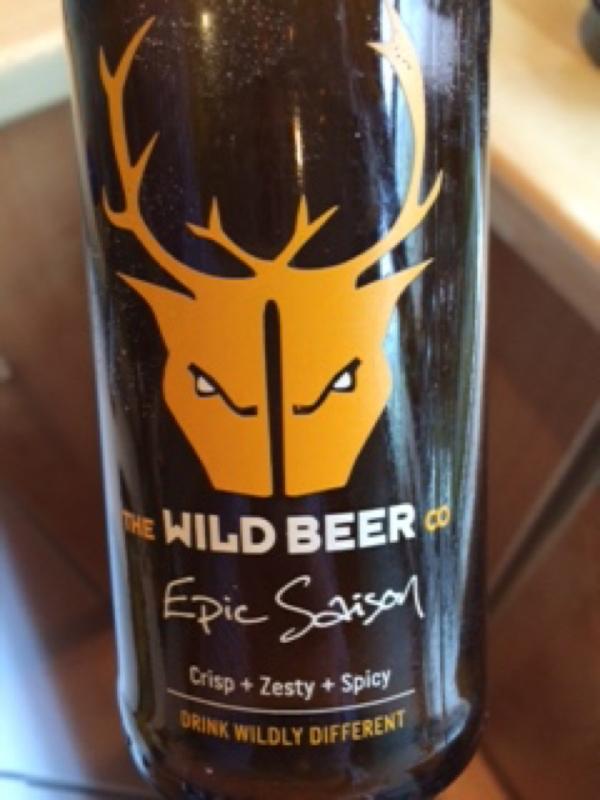 THE WILD BEER CO
Epic Saison
Crisp + Zesty + Spicy
DRINK WILDLY DIFFERENT